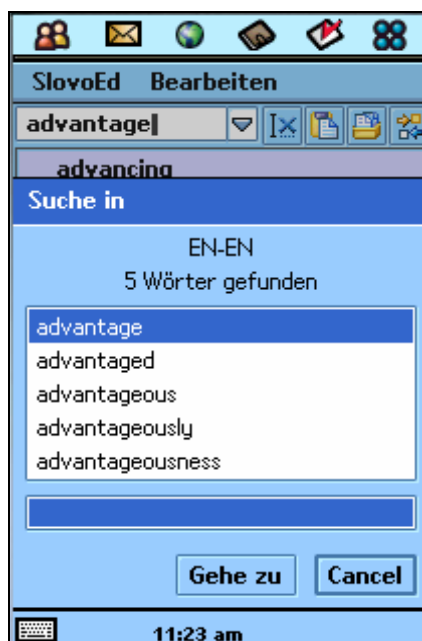 SlovoEd Bearbeiten
advantage
advancing
Suche in
EN-EN
5 Wörter gefunden
advantage
advantaged
advantageous
advantageously
advantageousness
Gehe zu Cancel
11:23 am